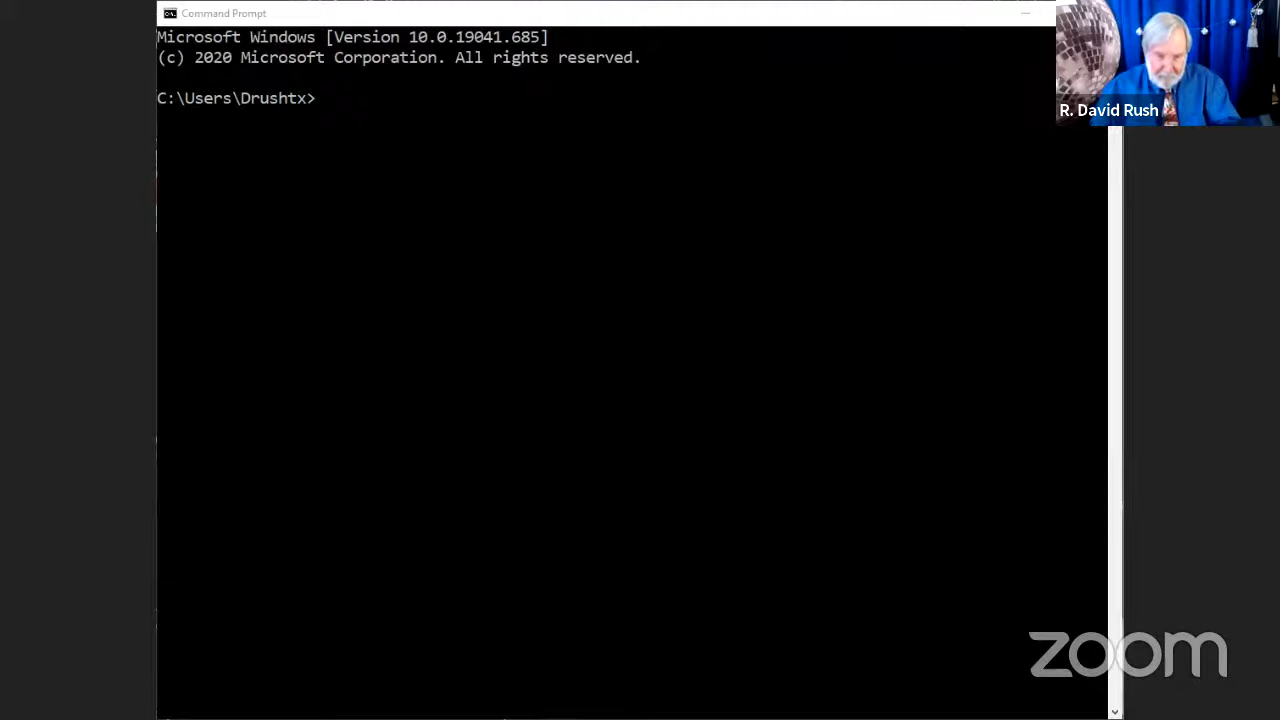 Command Prompt
Microsoft Windows [Version 10.0.19041.685]
(c) 2020 Microsoft Corporation. All rights reserved.
C:\Users\Drushtx>
R. David Rush
zoom